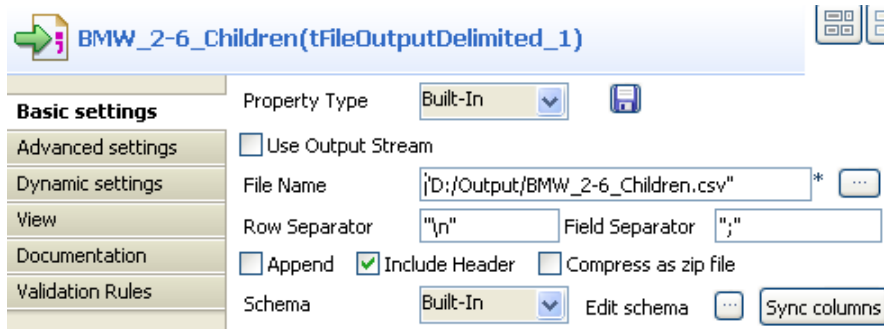 BMW_2-6_Children(tFileOutputDelimited_1)
Basic settings
Advanced settings
Dynamic settings
View
Documentation
Validation Rules
Property Type Built-In
Use Output Stream
File Name "D:/Output/BMW_2-6_Children.csv" * ...
Row Separator "\n" Field Separator ";"
Append Include Header Compress as zip file
Schema Built-In Edit schema ... Sync columns